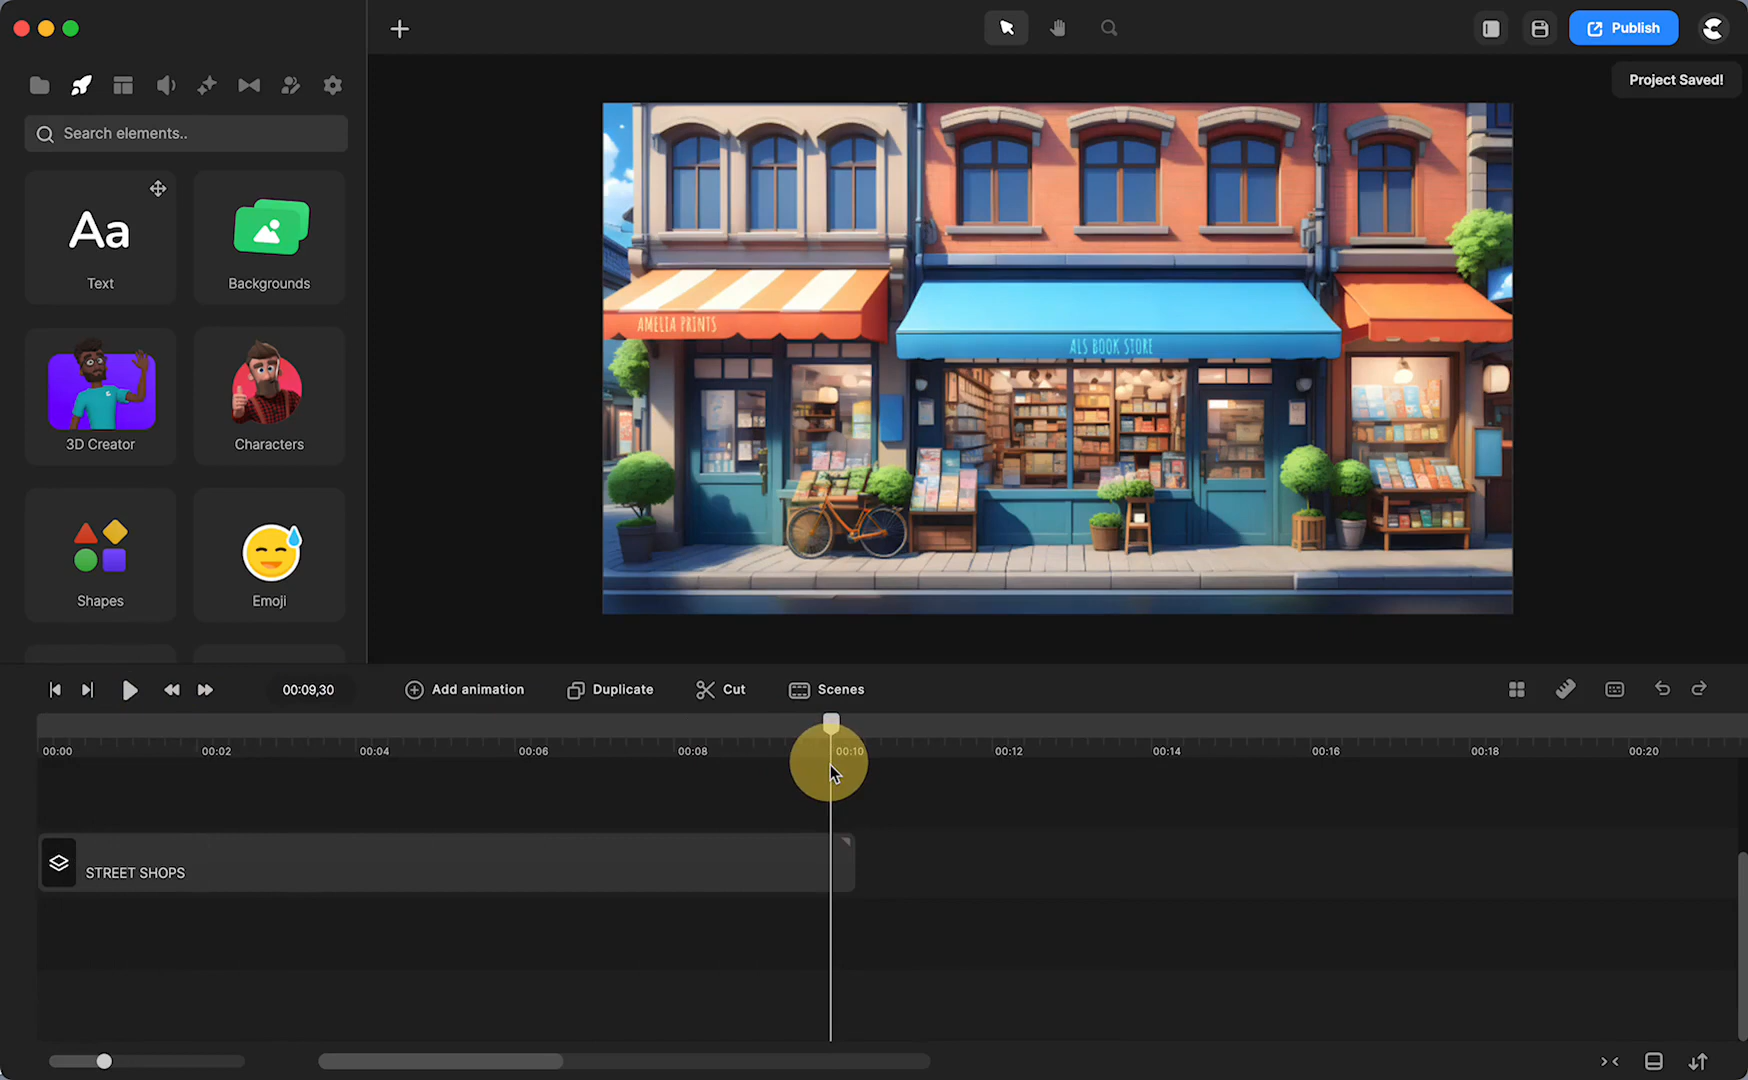 Publish
Project Saved!
Search elements..
Aa
Text
Backgrounds
3D Creator
Characters
Shapes
Emoji
AMELIA PRINTS
ALS BOOK STORE
00:09,30
Add animation
Duplicate
Cut
Scenes
00:00
00:02
00:04
00:06
00:08
00:10
00:12
00:14
00:16
00:18
00:20
STREET SHOPS